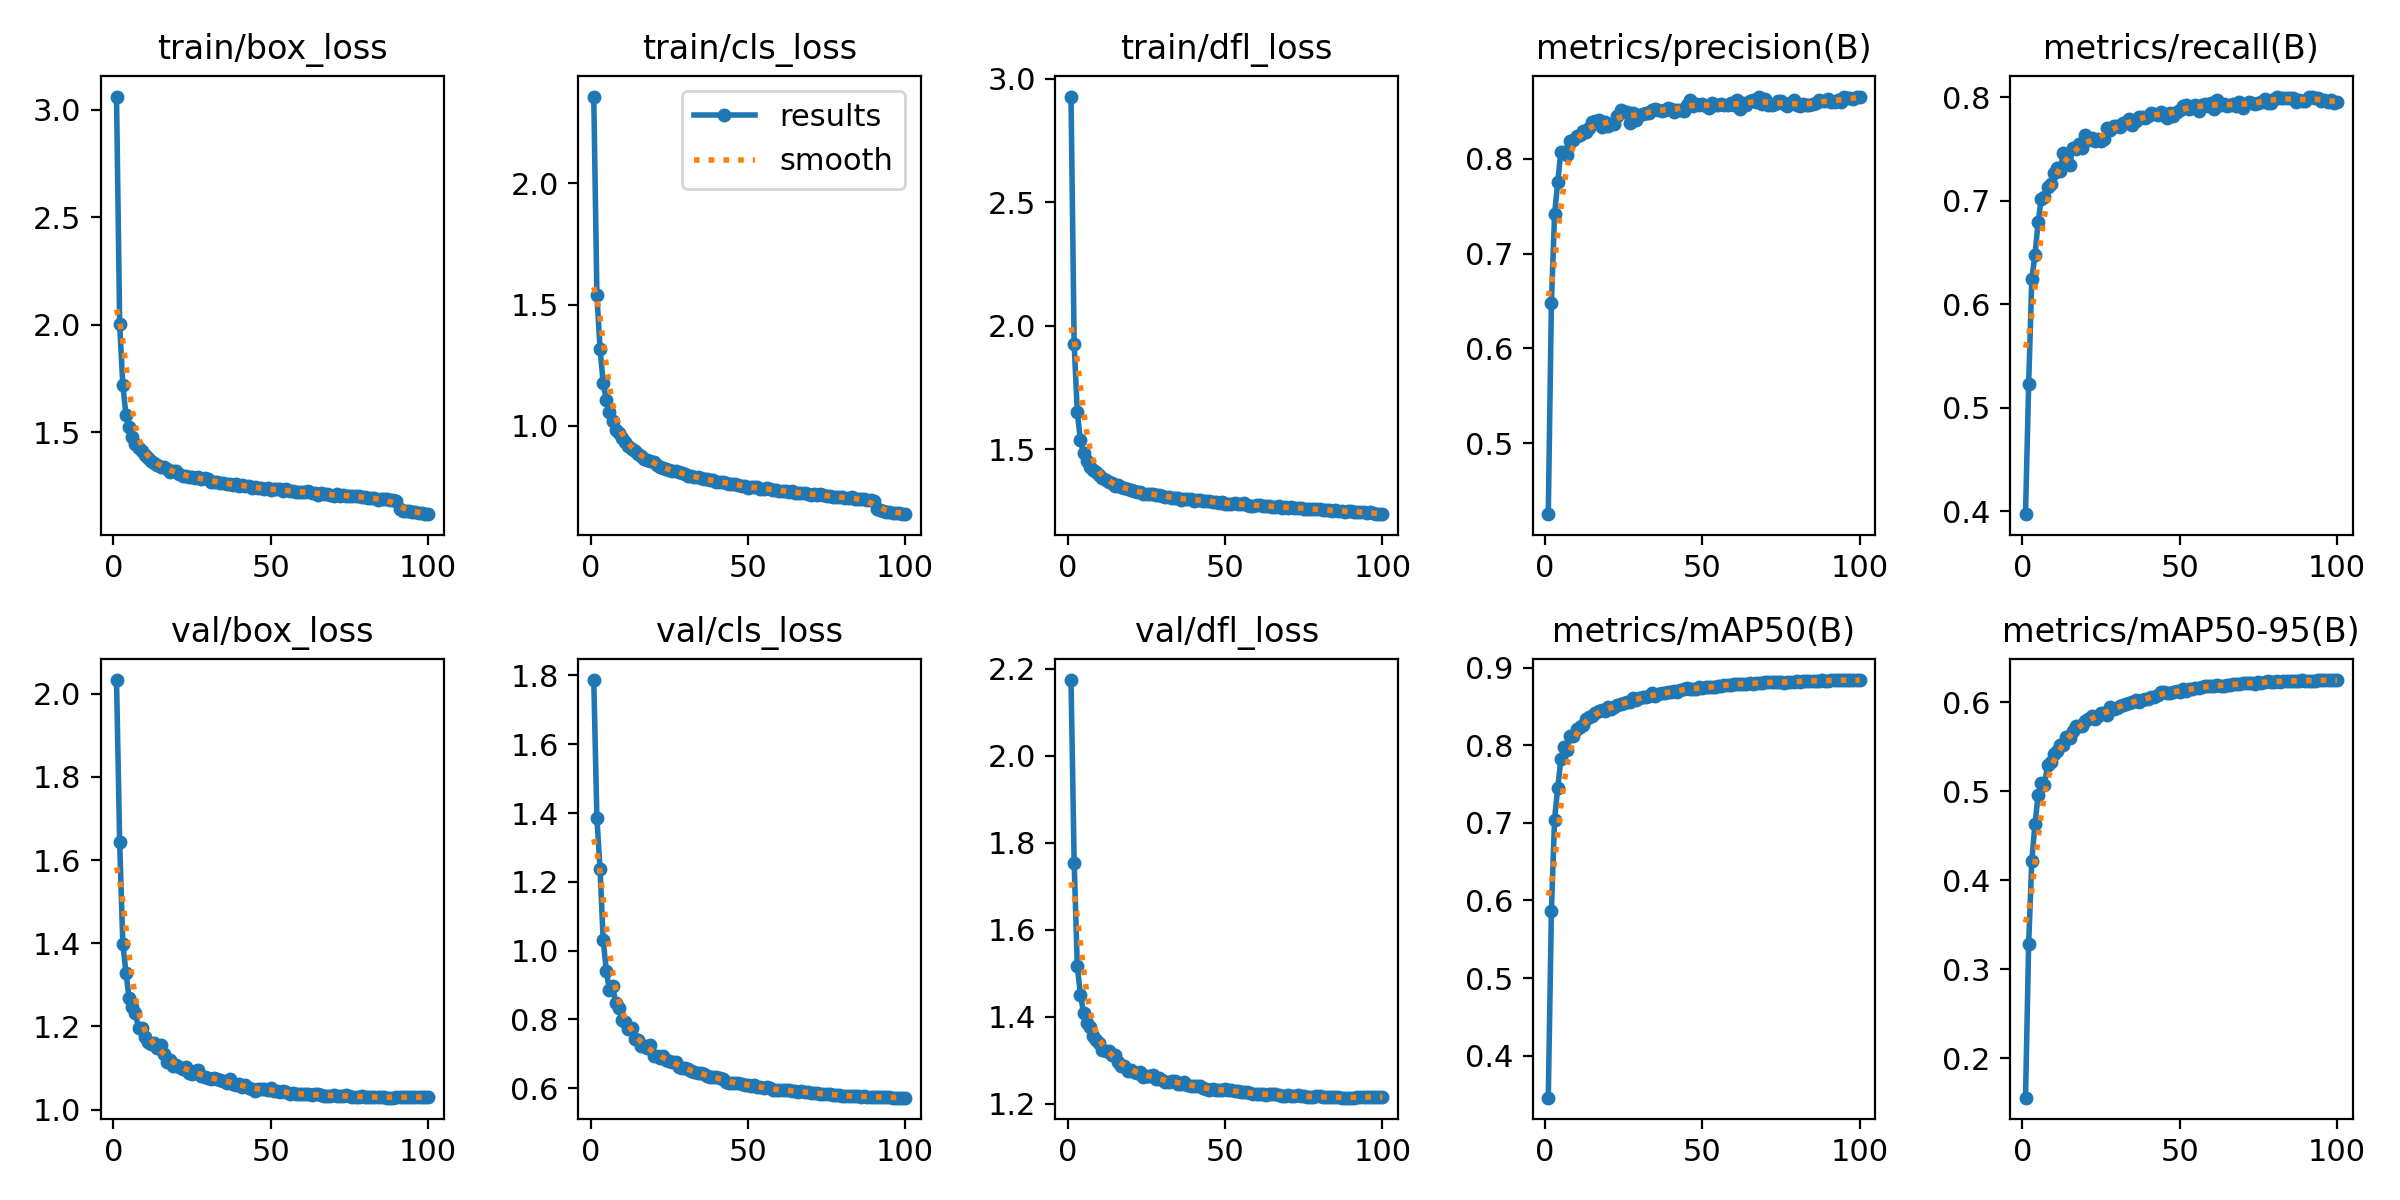 train/box_loss
3.0
2.5
2.0
1.5
0 50 100
train/cls_loss
results
smooth
2.0
1.5
1.0
0 50 100
train/dfl_loss
3.0
2.5
2.0
1.5
0 50 100
metrics/precision(B)
0.8
0.7
0.6
0.5
0 50 100
metrics/recall(B)
0.8
0.7
0.6
0.5
0.4
0 50 100
val/box_loss
2.0
1.8
1.6
1.4
1.2
1.0
0 50 100
val/cls_loss
1.8
1.6
1.4
1.2
1.0
0.8
0.6
0 50 100
val/dfl_loss
2.2
2.0
1.8
1.6
1.4
1.2
0 50 100
metrics/mAP50(B)
0.9
0.8
0.7
0.6
0.5
0.4
0 50 100
metrics/mAP50-95(B)
0.6
0.5
0.4
0.3
0.2
0 50 100